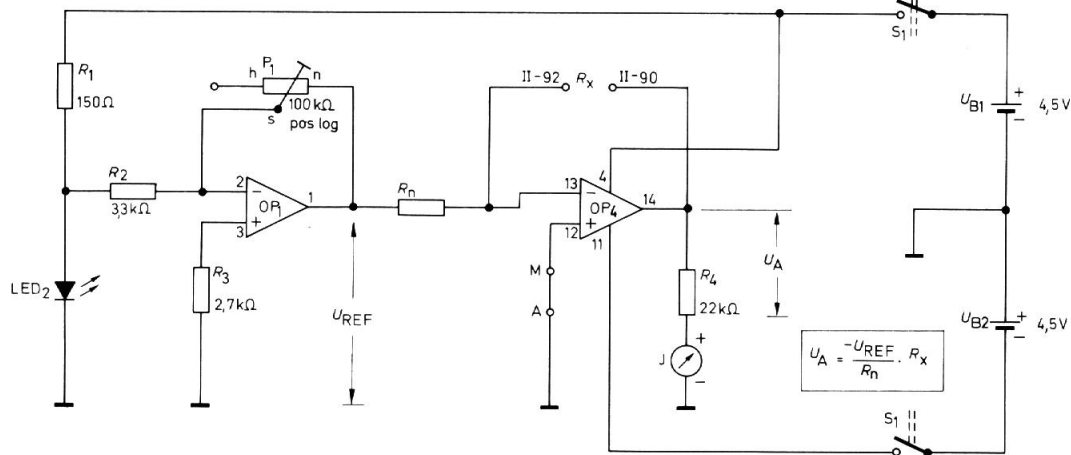 S1
R1
150Ω
h
P1
n
s
100kΩ
pos log
II-92
Rx
II-90
UB1
+
4,5V
−
R2
3,3kΩ
2
−
OP1
1
+
3
Rn
13
−
4
OP4
14
+
12
11
LED2
R3
2,7kΩ
UREF
M
A
R4
22kΩ
UA
UB2
+
4,5V
−
J
+
−
UA = −UREF / Rn · Rx
S1